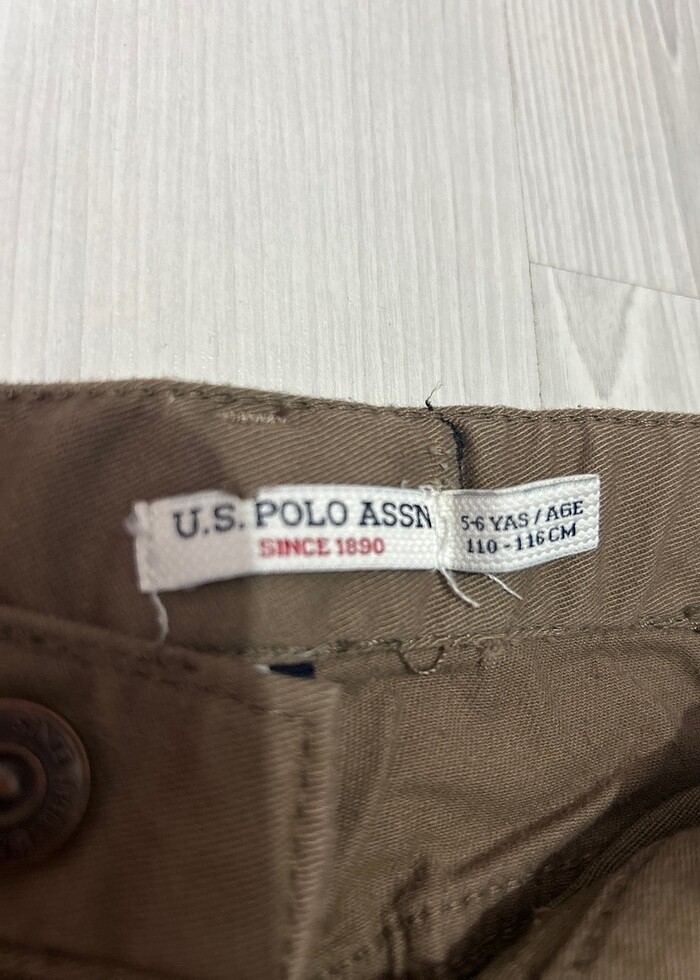 U.S. POLO ASSN
SINCE 1890
5-6 YAS / AGE
110 - 116 CM